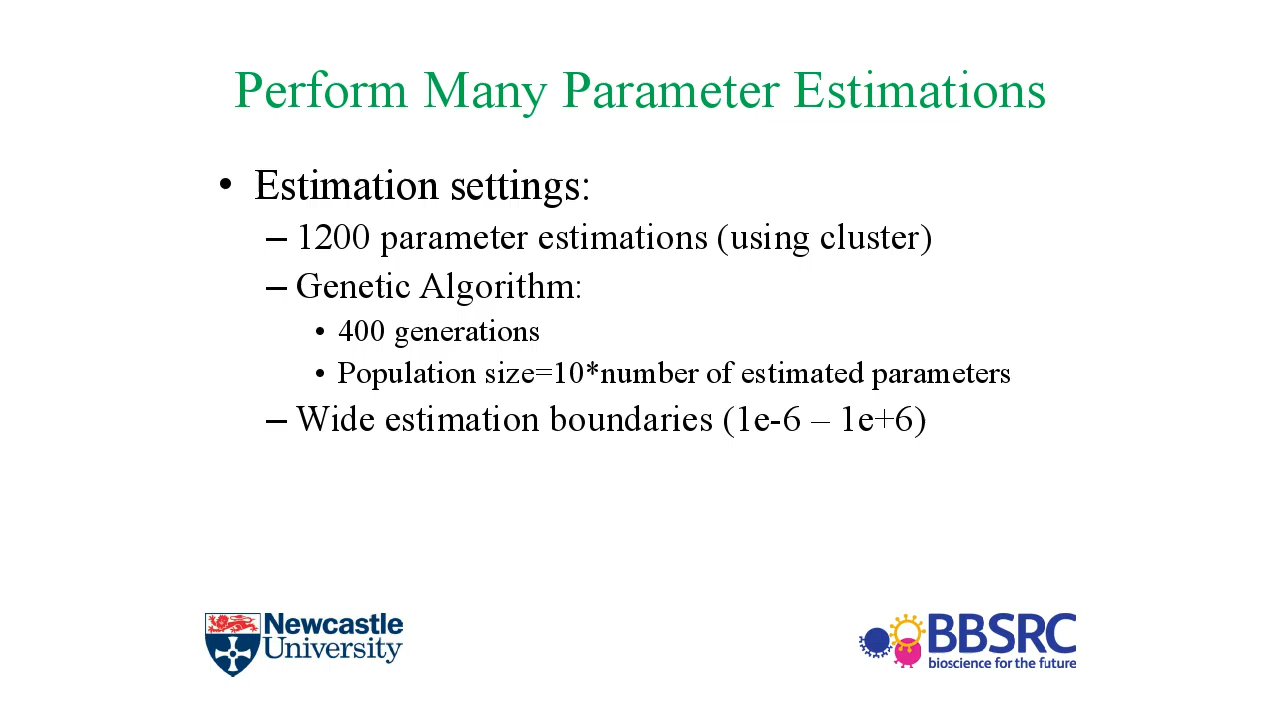 Perform Many Parameter Estimations
• Estimation settings:
– 1200 parameter estimations (using cluster)
– Genetic Algorithm:
• 400 generations
• Population size=10*number of estimated parameters
– Wide estimation boundaries (1e-6 – 1e+6)
Newcastle
University
BBSRC
bioscience for the future